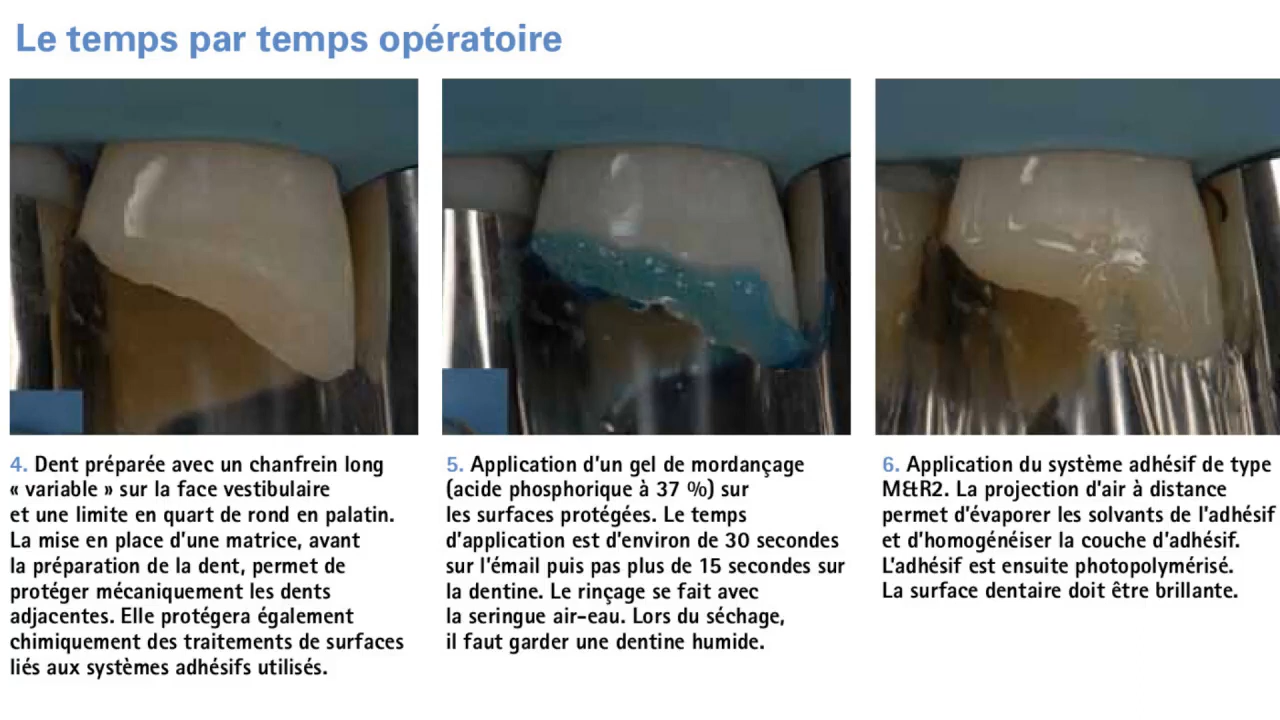 Le temps par temps opératoire
4. Dent préparée avec un chanfrein long
« variable » sur la face vestibulaire
et une limite en quart de rond en palatin.
La mise en place d'une matrice, avant
la préparation de la dent, permet de
protéger mécaniquement les dents
adjacentes. Elle protégera également
chimiquement des traitements de surfaces
liés aux systèmes adhésifs utilisés.
5. Application d'un gel de mordançage
(acide phosphorique à 37 %) sur
les surfaces protégées. Le temps
d'application est d'environ de 30 secondes
sur l'émail puis pas plus de 15 secondes sur
la dentine. Le rinçage se fait avec
la seringue air-eau. Lors du séchage,
il faut garder une dentine humide.
6. Application du système adhésif de type
M&R2. La projection d'air à distance
permet d'évaporer les solvants de l'adhésif
et d'homogénéiser la couche d'adhésif.
L'adhésif est ensuite photopolymérisé.
La surface dentaire doit être brillante.